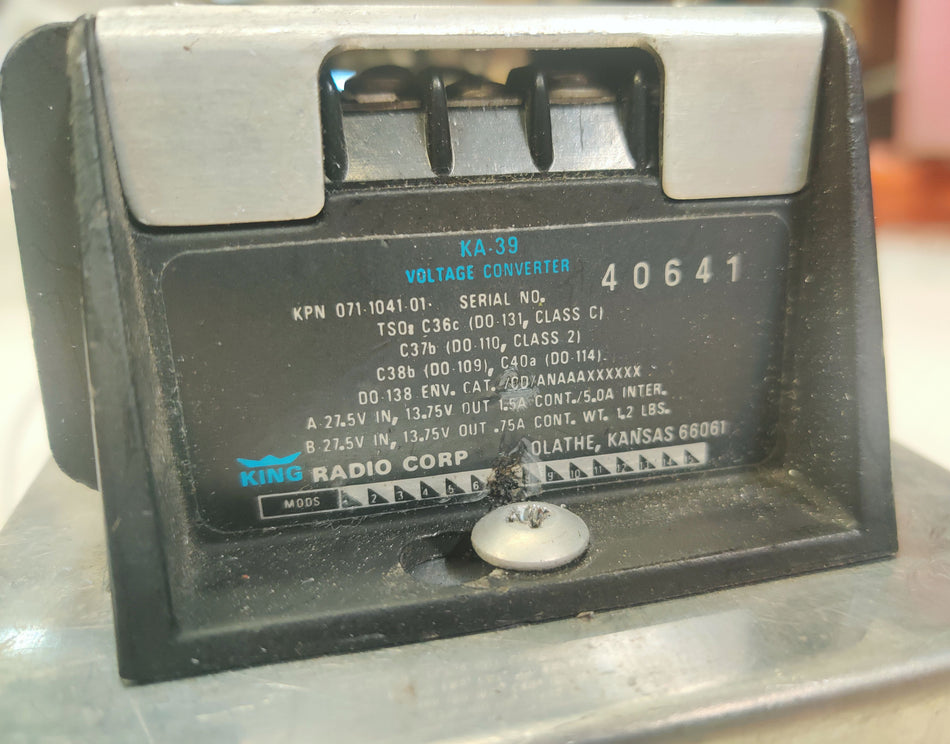 KA-39
VOLTAGE CONVERTER
40641
KPN 071-1041-01 SERIAL NO.
TSO: C36c (DO-131, CLASS C)
C37b (DO-110, CLASS 2)
C38b (DO-109), C40a (DO-114).
DO-138 ENV. CAT. /CD/ANAAAXXXXXX
A-27.5V IN, 13.75V OUT 1.5A CONT./5.0A INTER.
B-27.5V IN, 13.75V OUT .75A CONT. WT. 1.2 LBS.
KING RADIO CORP OLATHE, KANSAS 66061
MODS 2 3 4 5 6 9 10 11 12 13 14